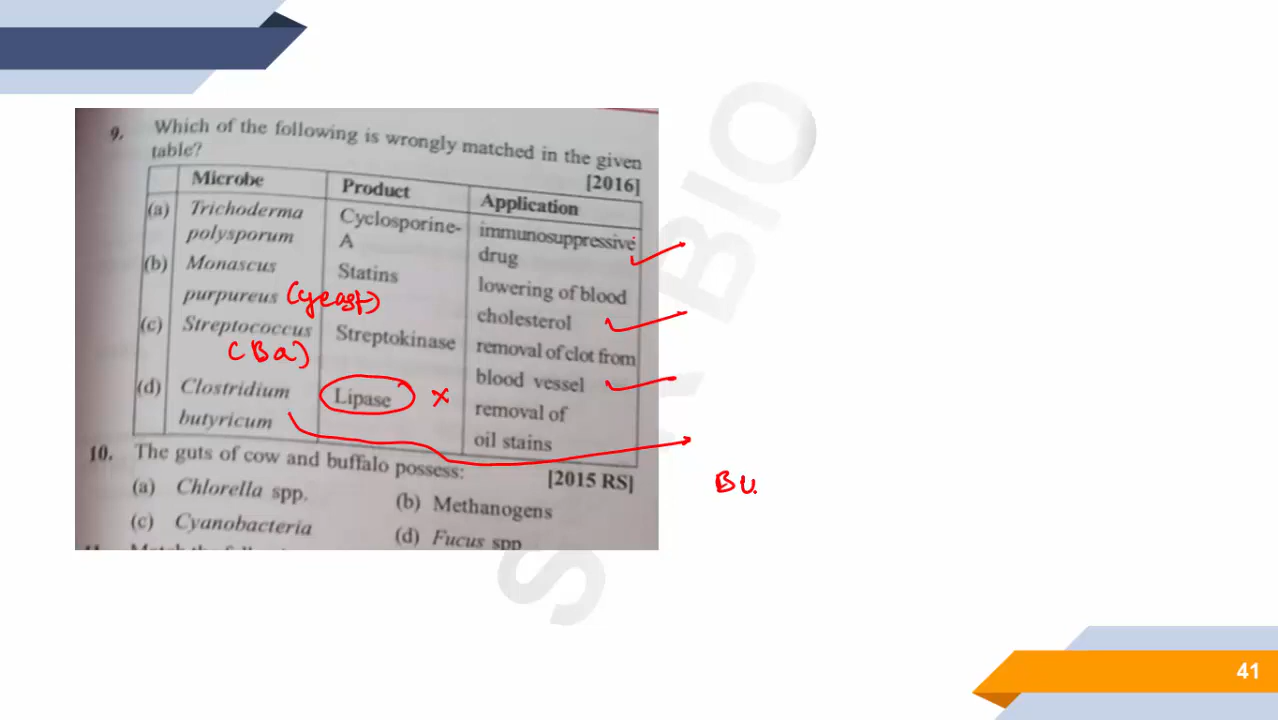 9. Which of the following is wrongly matched in the given
table? [2016]
Microbe Product Application
(a) Trichoderma polysporum Cyclosporine-A immunosuppressive drug
(b) Monascus purpureus (yeast) Statins lowering of blood cholesterol
(c) Streptococcus (Ba) Streptokinase removal of clot from blood vessel
(d) Clostridium butyricum Lipase × removal of oil stains
Bu.
10. The guts of cow and buffalo possess: [2015 RS]
(a) Chlorella spp. (b) Methanogens
(c) Cyanobacteria (d) Fucus spp
BIO
41